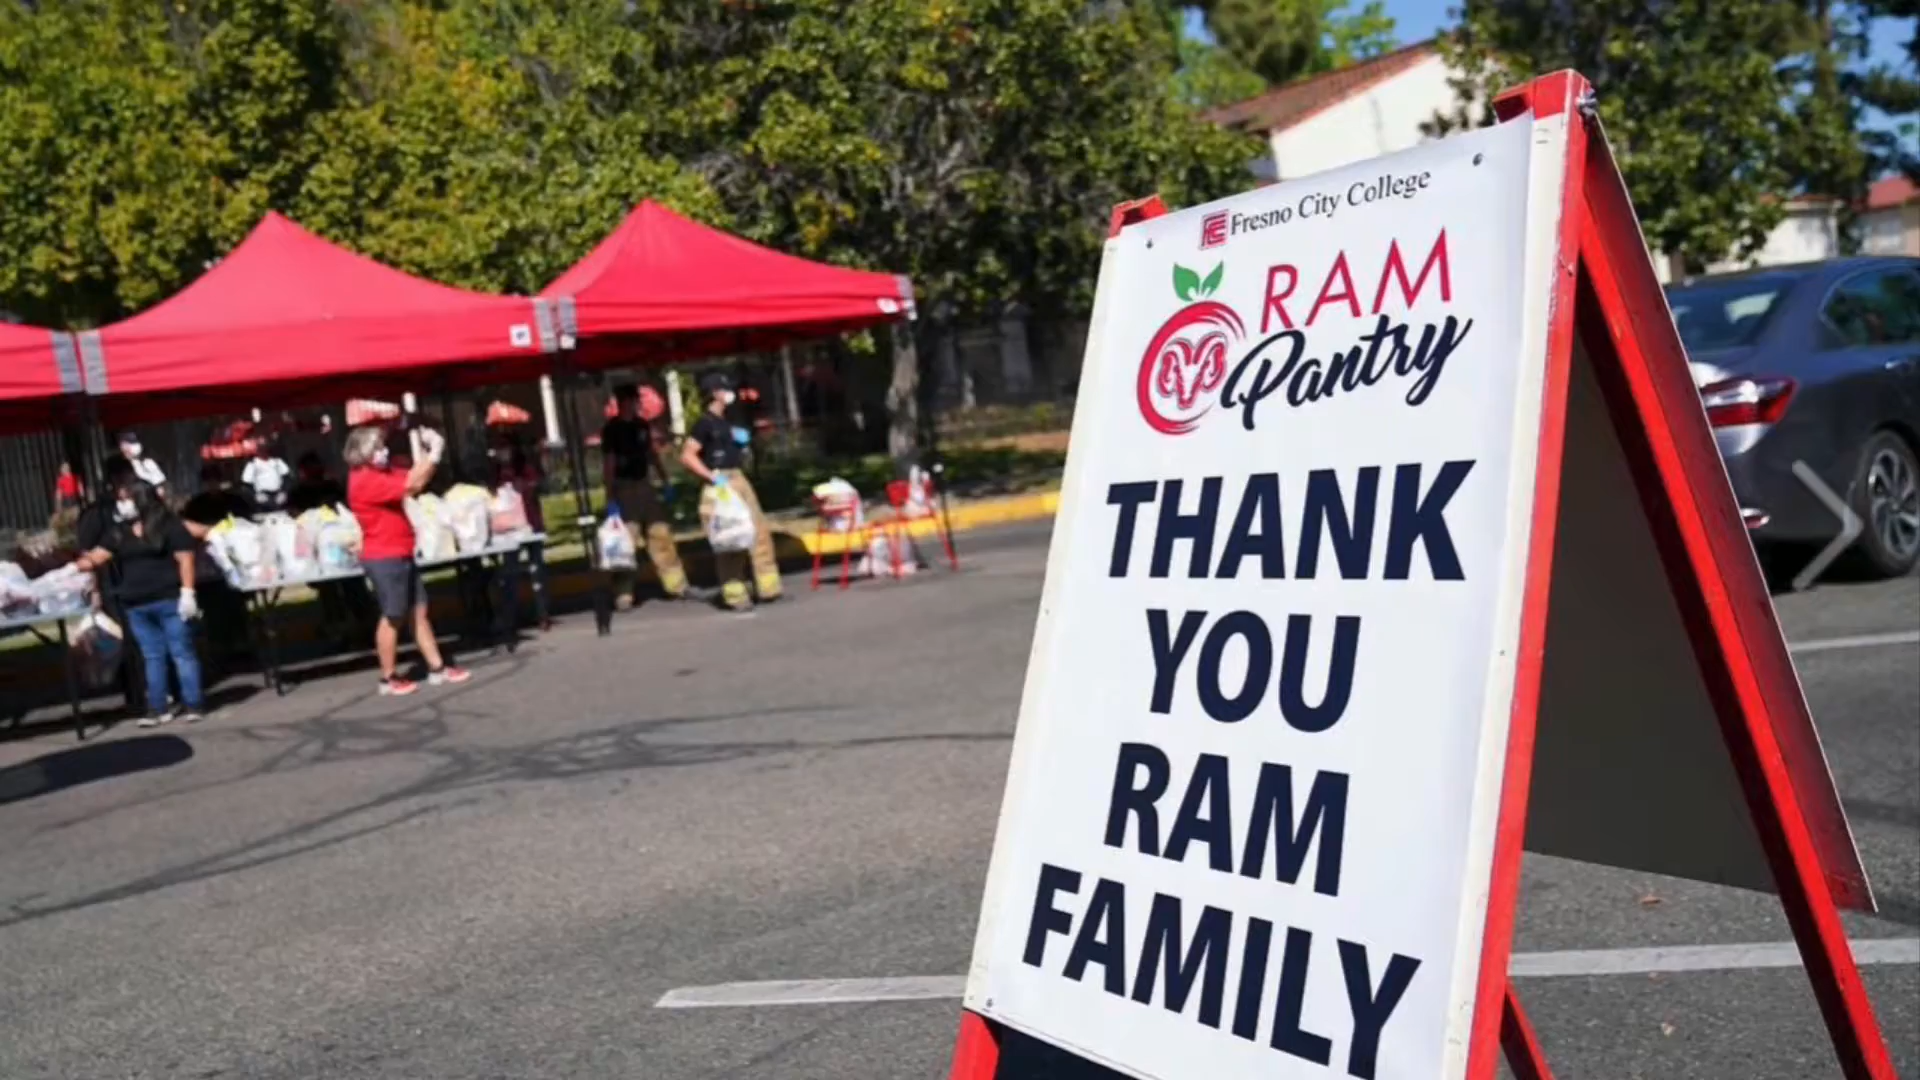 Fresno City College
RAM
Pantry
THANK
YOU
RAM
FAMILY